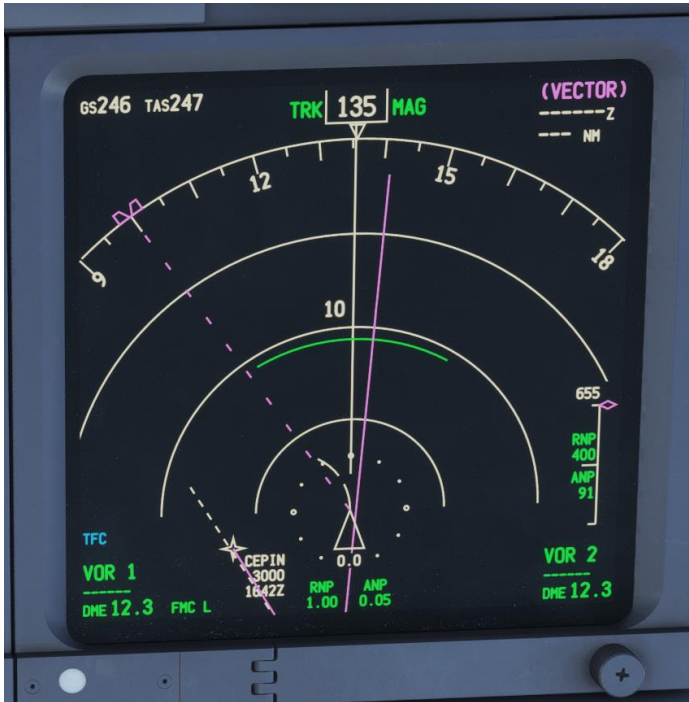 GS246 TAS247
TRK 135 MAG
(VECTOR)
------Z
--- NM
9
12
15
18
10
655
RNP
400
ANP
91
TFC
CEPIN
3000
1642Z
0.0
VOR 1
------
DME 12.3 FMC L
RNP
1.00
ANP
0.05
VOR 2
------
DME 12.3